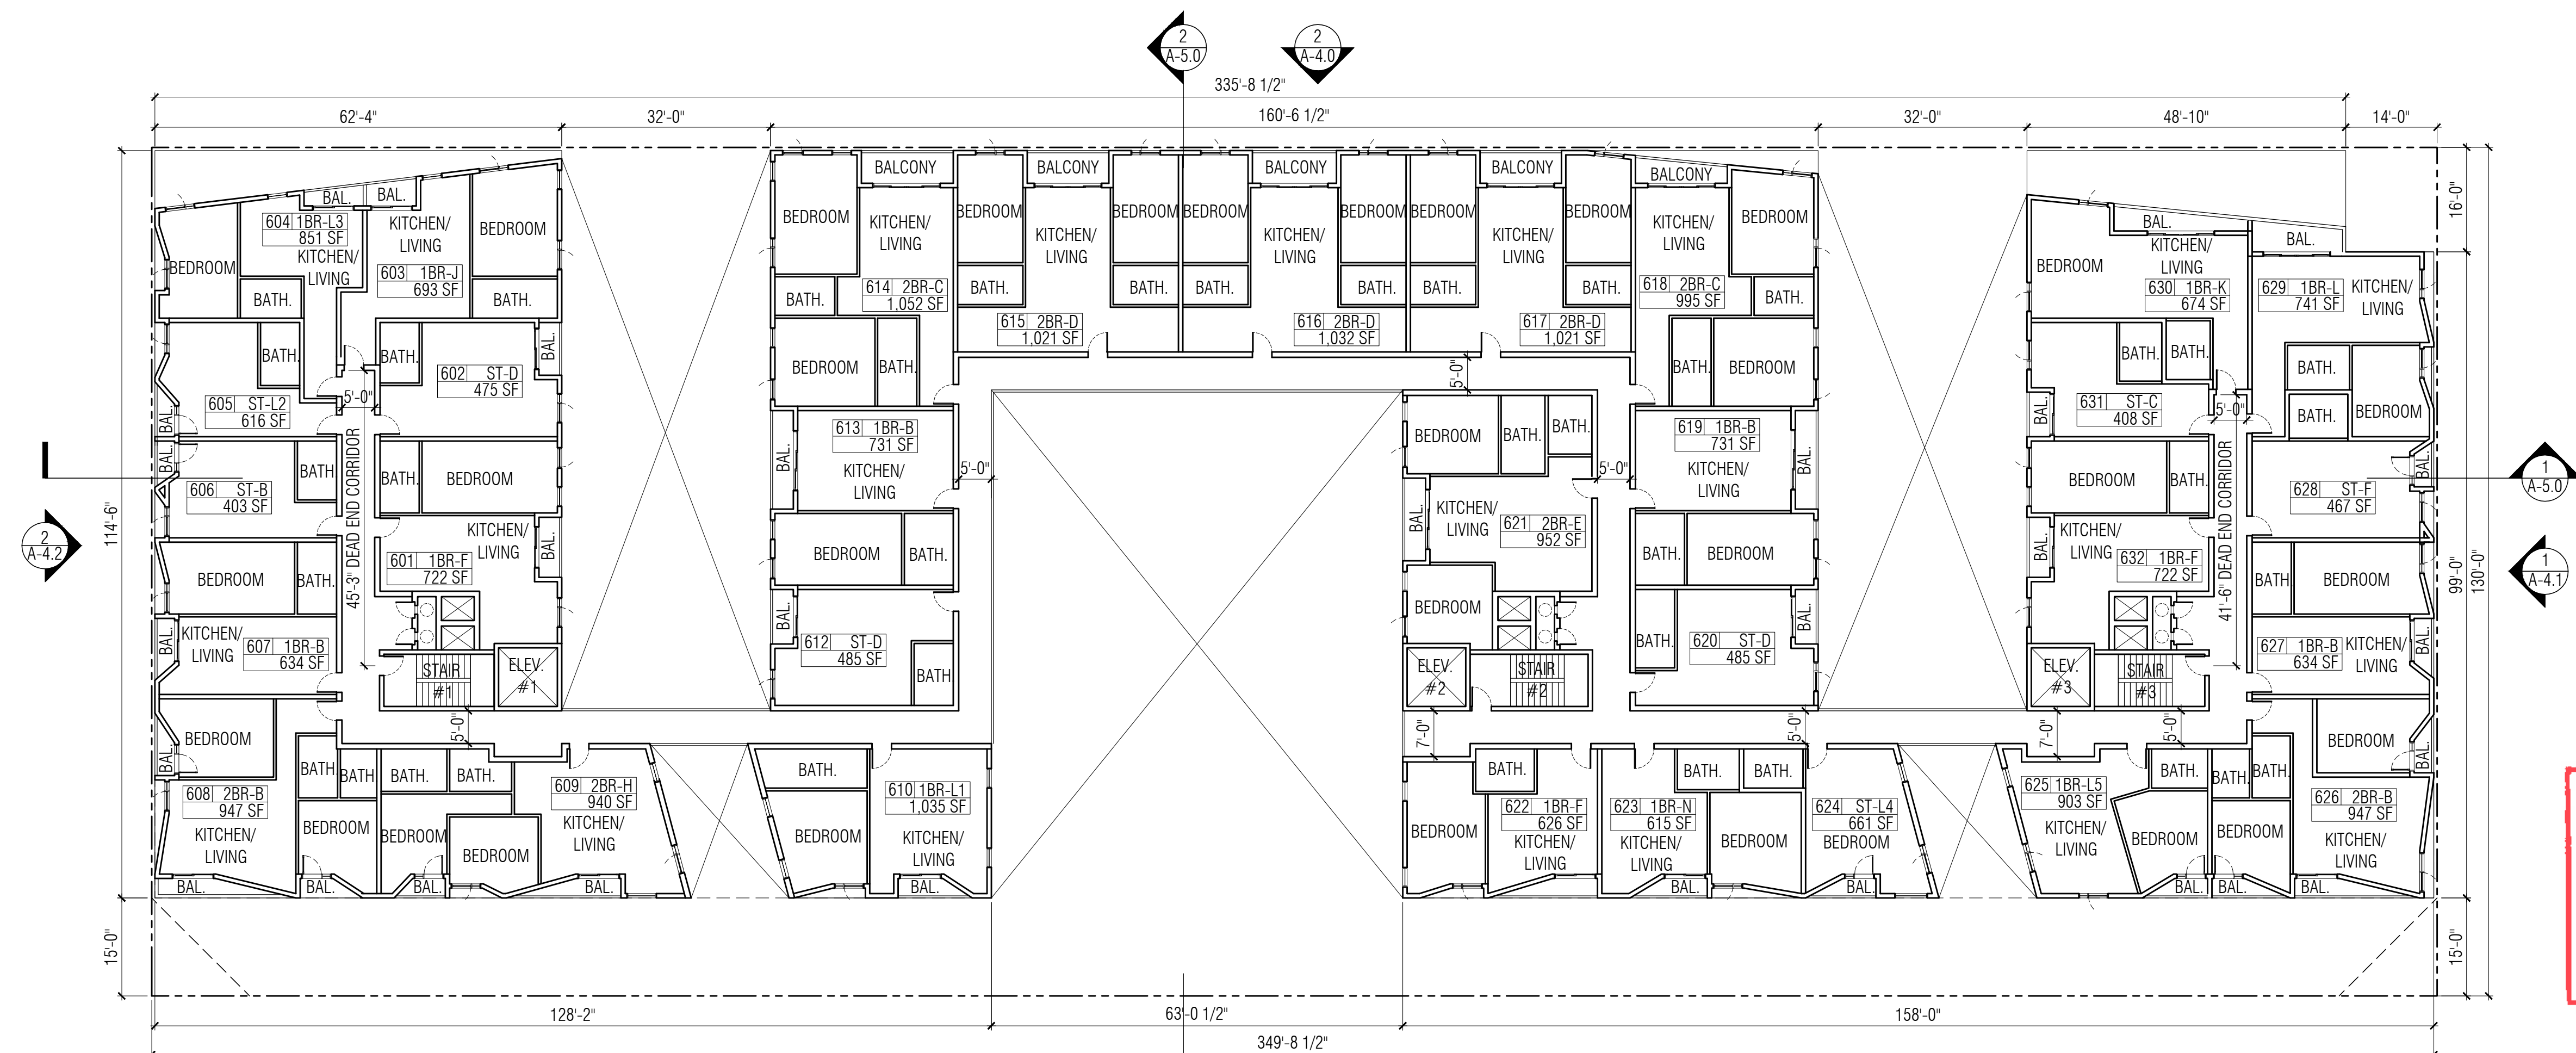 2
A-5.0
2
A-4.0
335'-8 1/2"
62'-4"
32'-0"
160'-6 1/2"
32'-0"
48'-10"
14'-0"
BAL.
BAL.
604 1BR-L3
851 SF
KITCHEN/
LIVING
BEDROOM
BATH.
KITCHEN/
LIVING
603 1BR-J
693 SF
BEDROOM
BATH.
BEDROOM
BALCONY
KITCHEN/
LIVING
614 2BR-C
1,052 SF
BATH.
BEDROOM
BATH.
BEDROOM
BALCONY
BEDROOM
KITCHEN/
LIVING
BATH.
BATH.
615 2BR-D
1,021 SF
BEDROOM
BALCONY
BEDROOM
KITCHEN/
LIVING
BATH.
BATH.
616 2BR-D
1,032 SF
BEDROOM
BALCONY
BEDROOM
KITCHEN/
LIVING
BATH.
BATH.
617 2BR-D
1,021 SF
BALCONY
KITCHEN/
LIVING
BEDROOM
618 2BR-C
995 SF
BATH.
BATH.
BEDROOM
BEDROOM
BAL.
KITCHEN/
LIVING
630 1BR-K
674 SF
BAL.
629 1BR-L
741 SF
KITCHEN/
LIVING
BATH.
BATH.
BEDROOM
16'-0"
BATH.
605 ST-L2
616 SF
BAL.
5'-0"
BATH.
602 ST-D
475 SF
BAL.
BATH.
BATH.
631 ST-C
408 SF
BAL.
5'-0"
114'-6"
BAL.
606 ST-B
403 SF
BATH
45'-3" DEAD END CORRIDOR
BATH.
BEDROOM
KITCHEN/
LIVING
601 1BR-F
722 SF
BAL.
613 1BR-B
731 SF
KITCHEN/
LIVING
BAL.
BEDROOM
BATH.
5'-0"
5'-0"
BEDROOM
BATH.
BATH.
KITCHEN/
LIVING
BAL.
621 2BR-E
952 SF
BEDROOM
5'-0"
619 1BR-B
731 SF
KITCHEN/
LIVING
BAL.
BATH.
BEDROOM
BEDROOM
BATH.
KITCHEN/
LIVING
BAL.
632 1BR-F
722 SF
41'-6" DEAD END CORRIDOR
628 ST-F
467 SF
BAL.
BATH
BEDROOM
1
A-5.0
2
A-4.2
1
A-4.1
99'-0"
130'-0"
BEDROOM
BATH.
KITCHEN/
LIVING
607 1BR-B
634 SF
BAL.
STAIR
#1
ELEV.
#1
BAL.
612 ST-D
485 SF
BATH
ELEV.
#2
STAIR
#2
BATH.
620 ST-D
485 SF
BAL.
ELEV.
#3
STAIR
#3
627 1BR-B
634 SF
KITCHEN/
LIVING
BAL.
5'-0"
7'-0"
5'-0"
7'-0"
5'-0"
BEDROOM
BAL.
608 2BR-B
947 SF
KITCHEN/
LIVING
BATH
BATH.
BEDROOM
BAL.
BAL.
BATH.
BATH.
609 2BR-H
940 SF
KITCHEN/
LIVING
BEDROOM
BEDROOM
BAL.
BAL.
BATH.
610 1BR-L1
1,035 SF
KITCHEN/
LIVING
BEDROOM
BAL.
BATH.
622 1BR-F
626 SF
KITCHEN/
LIVING
BEDROOM
623 1BR-N
615 SF
KITCHEN/
LIVING
BATH.
BATH.
BEDROOM
BAL.
624 ST-L4
661 SF
BEDROOM
BAL.
625 1BR-L5
903 SF
KITCHEN/
LIVING
BATH.
BEDROOM
BAL.
BATH.
BATH.
BEDROOM
BAL.
BEDROOM
BAL.
626 2BR-B
947 SF
KITCHEN/
LIVING
BAL.
15'-0"
15'-0"
128'-2"
63'-0 1/2"
158'-0"
349'-8 1/2"